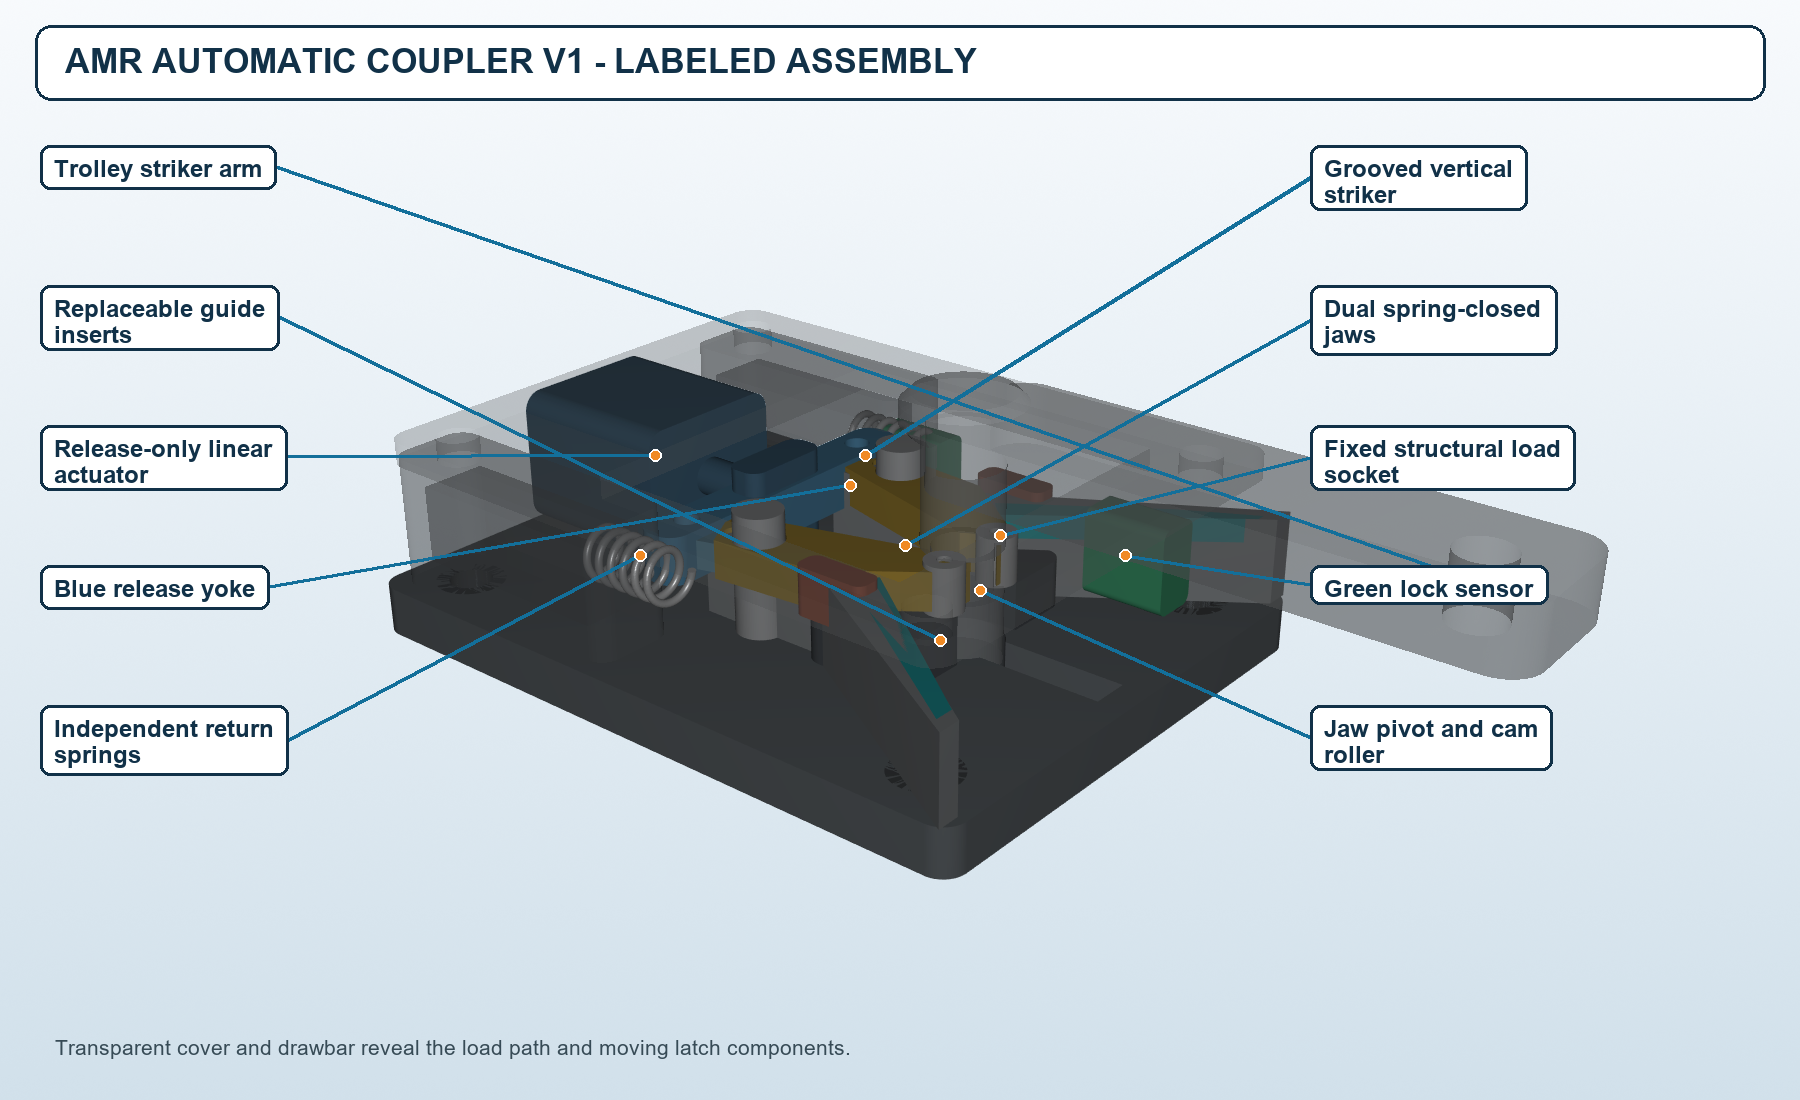 AMR AUTOMATIC COUPLER V1 - LABELED ASSEMBLY
Trolley striker arm
Replaceable guide
inserts
Release-only linear
actuator
Blue release yoke
Independent return
springs
Grooved vertical
striker
Dual spring-closed
jaws
Fixed structural load
socket
Green lock sensor
Jaw pivot and cam
roller
Transparent cover and drawbar reveal the load path and moving latch components.